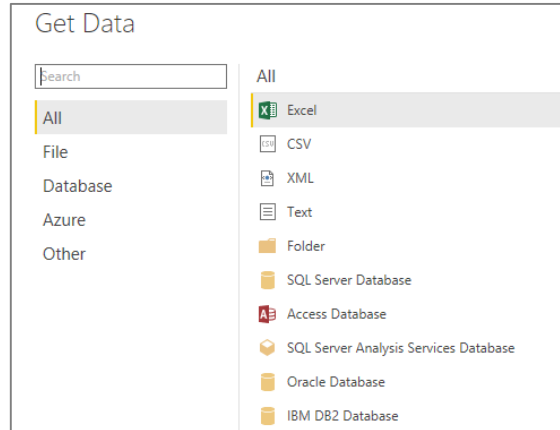 Get Data
Search
All
File
Database
Azure
Other
All
Excel
CSV
XML
Text
Folder
SQL Server Database
Access Database
SQL Server Analysis Services Database
Oracle Database
IBM DB2 Database